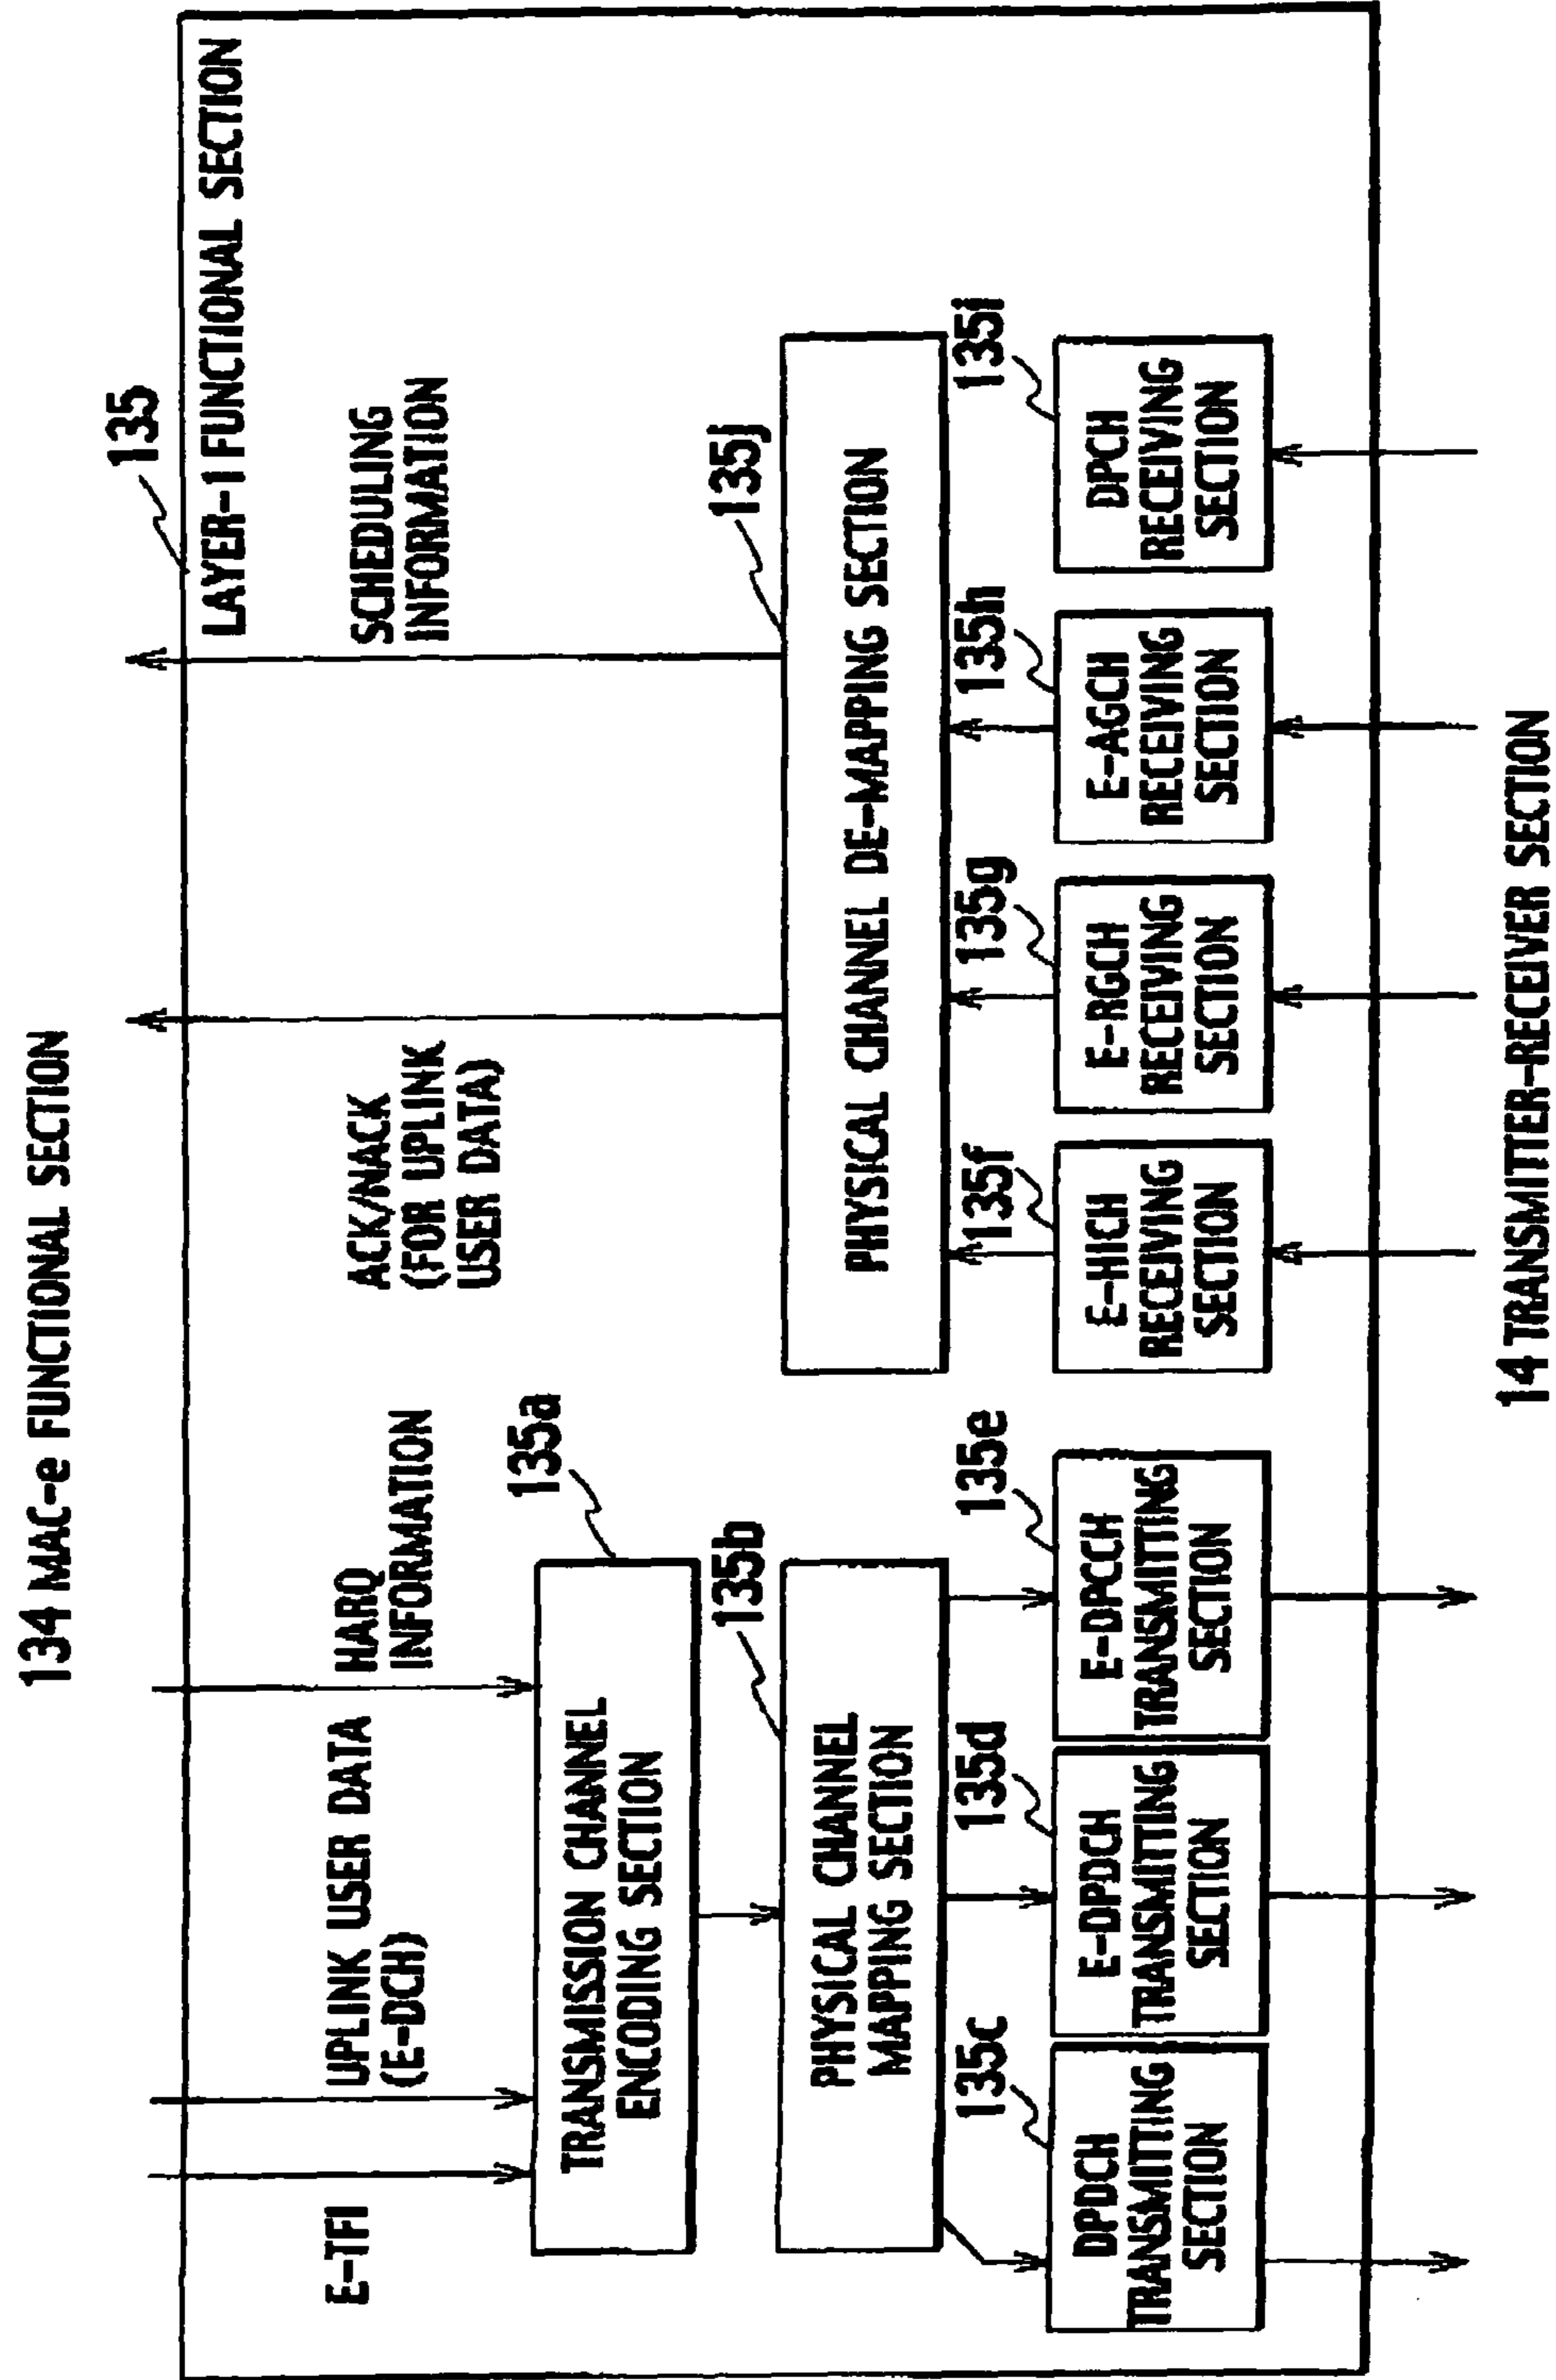 134 MAC-e FUNCTIONAL SECTION
135
LAYER-1 FUNCTIONAL SECTION
E-TFI
UPLINK USER DATA
(E-DCH)
HARQ
INFORMATION
ACK/NACK
(FOR UPLINK
USER DATA)
SCHEDULING
INFORMATION
135a
TRANSMISSION CHANNEL
ENCODING SECTION
135b
PHYSICAL CHANNEL
MAPPING SECTION
135j
PHYSICAL CHANNEL DE-MAPPING SECTION
135c
DPDCH
TRANSMITTING
SECTION
135d
E-DPDCH
TRANSMITTING
SECTION
135e
E-DPCCH
TRANSMITTING
SECTION
135f
E-HICH
RECEIVING
SECTION
135g
E-RGCH
RECEIVING
SECTION
135h
E-AGCH
RECEIVING
SECTION
135i
DPCH
RECEIVING
SECTION
14 TRANSMITTER-RECEIVER SECTION